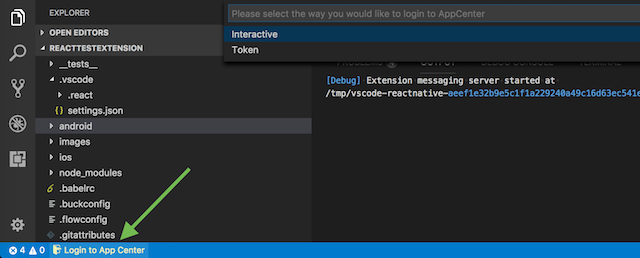 EXPLORER
OPEN EDITORS
REACTTESTEXTENSION
__tests__
.vscode
.react
{} settings.json
android
images
ios
node_modules
.babelrc
.buckconfig
.flowconfig
.gitattributes
Please select the way you would like to login to AppCenter
Interactive
Token
[Debug] Extension messaging server started at
/tmp/vscode-reactnative-aeef1e32b9e5c1f1a229240a49c16d63ec541e
4 0 Login to App Center